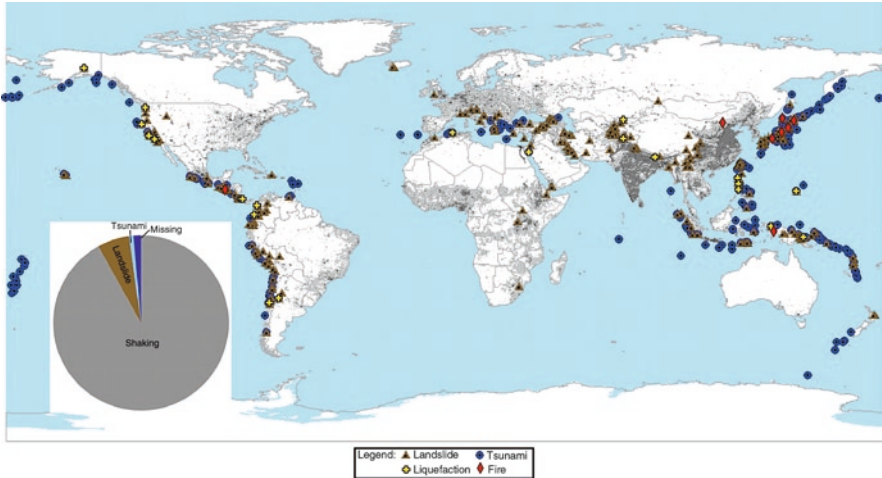 Tsunami
Missing
Landslide
Shaking
Legend: Landslide Tsunami
Liquefaction Fire